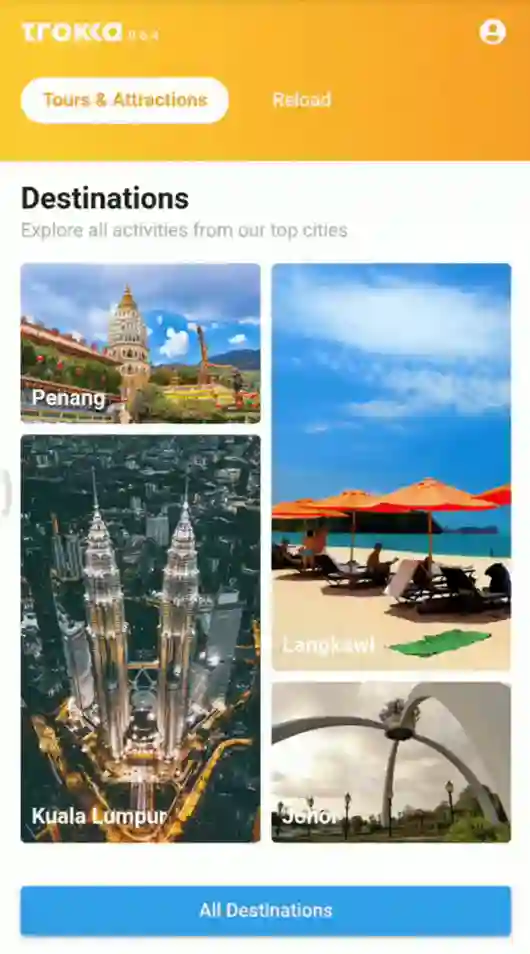 TROKKA
Tours & Attractions
Reload
Destinations
Explore all activities from our top cities
Penang
Langkawi
Kuala Lumpur
Johor
All Destinations